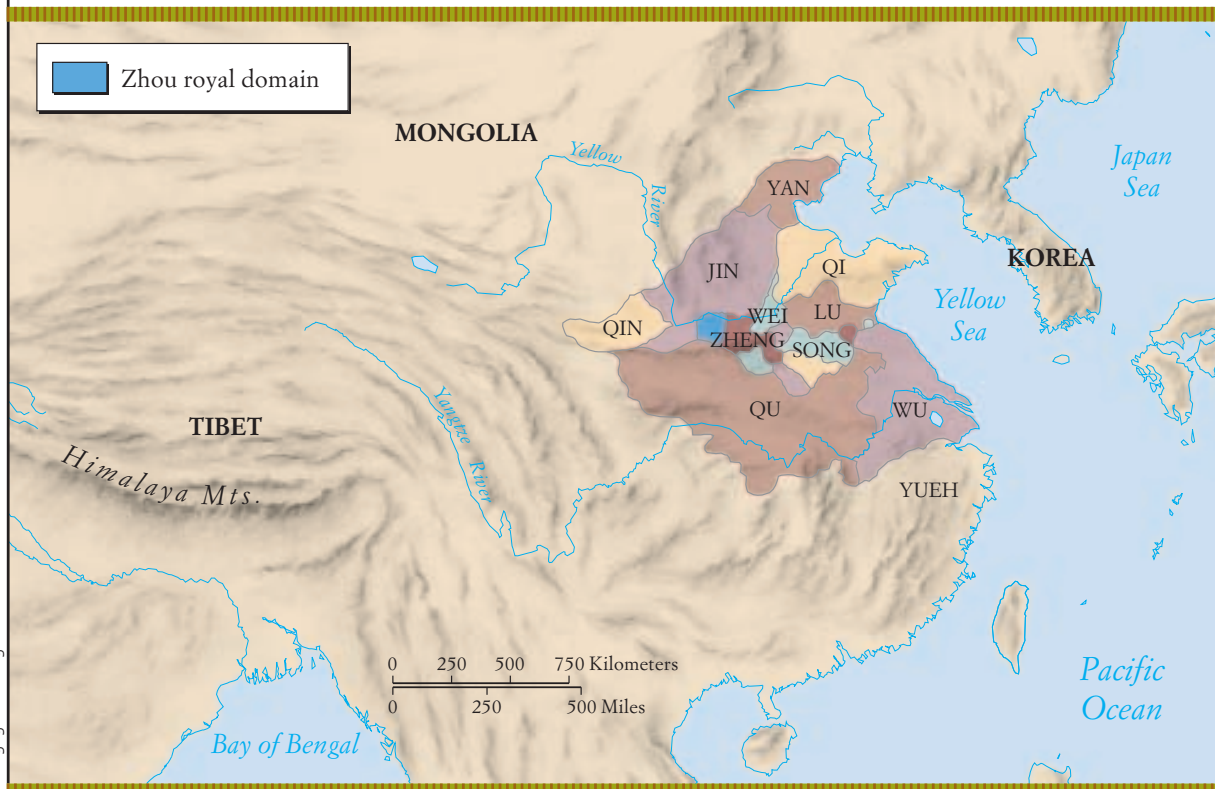 Zhou royal domain
MONGOLIA
Yellow
River
Japan
Sea
YAN
JIN
QI
KOREA
Yellow
Sea
WEI
LU
QIN
ZHENG
SONG
QU
WU
TIBET
Yangtze
River
Himalaya Mts.
YUEH
0 250 500 750 Kilometers
0 250 500 Miles
Pacific
Ocean
Bay of Bengal